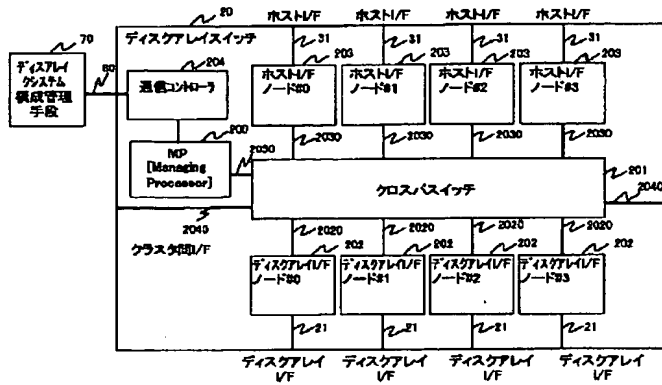 20
ホストI/F ホストI/F ホストI/F ホストI/F
70
ディスクアレイスイッチ
31 31 31 31
ディスクアレイ
クシステム
構成管理
手段
80
204
通信コントローラ
203 203 203 203
ホストI/F
ノード#0
ホストI/F
ノード#1
ホストI/F
ノード#2
ホストI/F
ノード#3
200
MP
[Managing
Processor]
2030 2030 2030 2030 2030
201
クロスバスイッチ
2040
2040
クラスタ間I/F
2020 2020 2020 2020
202 202 202 202
ディスクアレイI/F
ノード#0
ディスクアレイI/F
ノード#1
ディスクアレイI/F
ノード#2
ディスクアレイI/F
ノード#3
21 21 21 21
ディスクアレイ
I/F
ディスクアレイ
I/F
ディスクアレイ
I/F
ディスクアレイ
I/F